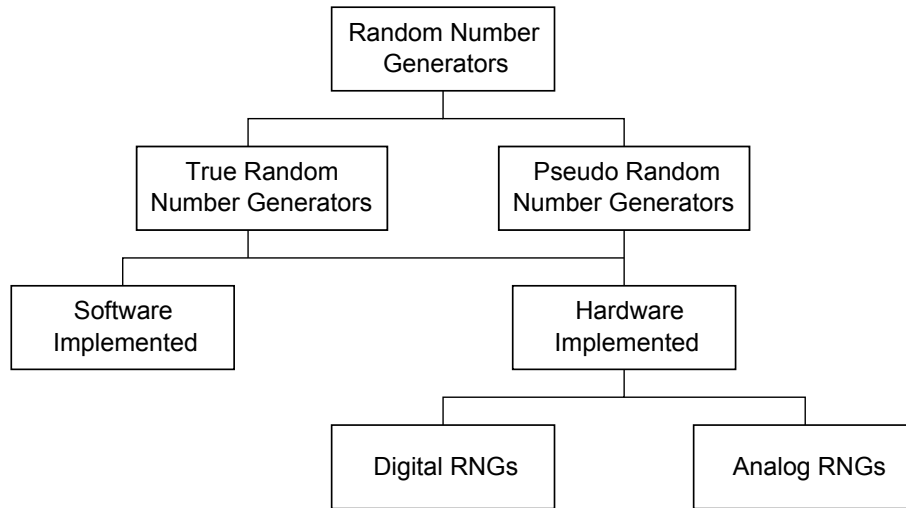 Random Number
Generators
True Random
Number Generators
Pseudo Random
Number Generators
Software
Implemented
Hardware
Implemented
Digital RNGs
Analog RNGs